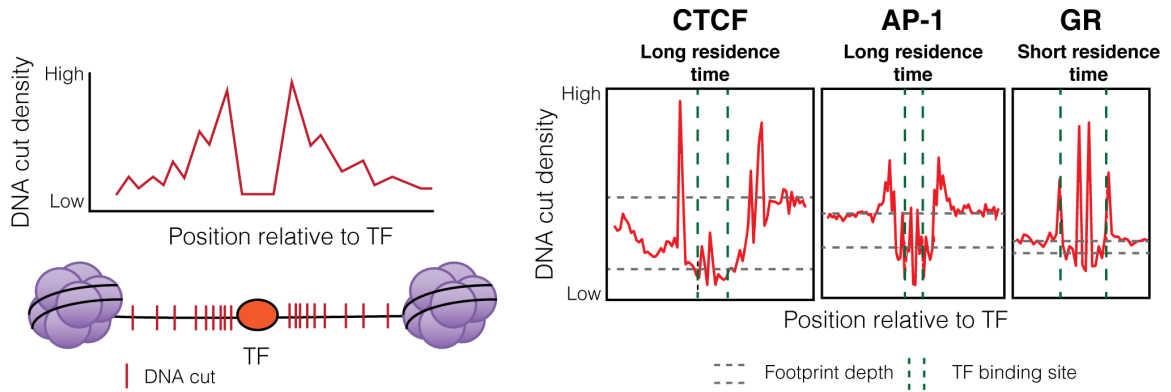 High
DNA cut density
Low
Position relative to TF
TF
DNA cut
CTCF
Long residence
time
AP-1
Long residence
time
GR
Short residence
time
High
DNA cut density
Low
Position relative to TF
Footprint depth
TF binding site